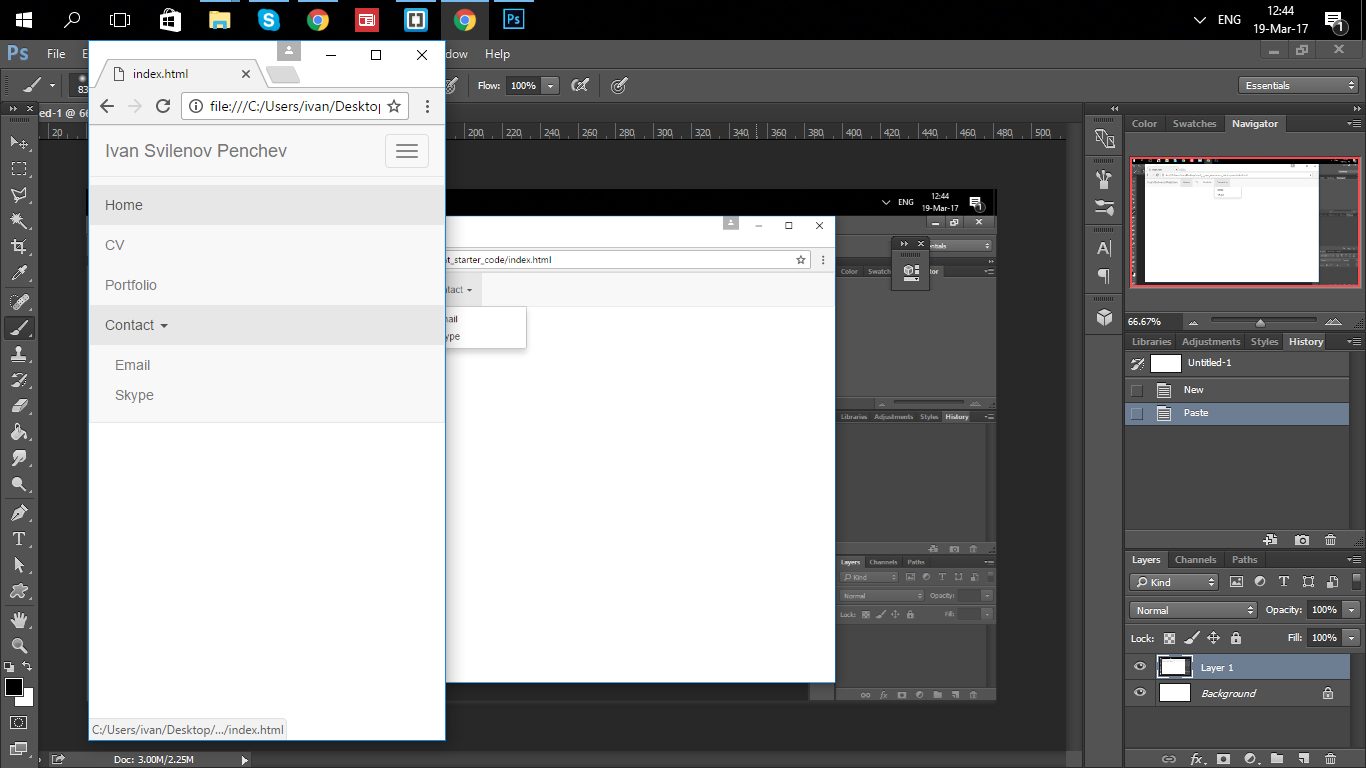 ENG
12:44
19-Mar-17
1
Ps
File
Window
Help
Flow: 100%
Essentials
index.html
file:///C:/Users/ivan/Desktop
Ivan Svilenov Penchev
Home
CV
Portfolio
Contact
Email
Skype
C:/Users/ivan/Desktop/.../index.html
20
200 220 240 260 280 300 320 340 360 380 400 420 440 460 480 500
ENG
12:44
19-Mar-17
1
t_starter_code/index.html
tact
ail
ype
Color Swatch
Libraries Adjustments Styles History
Layers Channels Paths
Kind
Normal Opacity:
Lock: Fill:
Color Swatches Navigator
66.67%
Libraries Adjustments Styles History
Untitled-1
New
Paste
Layers Channels Paths
Kind
Normal Opacity: 100%
Lock: Fill: 100%
Layer 1
Background
Doc: 3.00M/2.25M